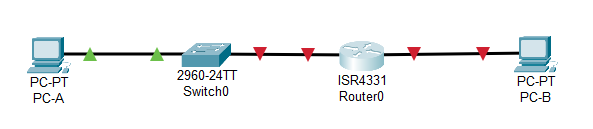 PC-PT
PC-A
2960-24TT
Switch0
ISR4331
Router0
PC-PT
PC-B